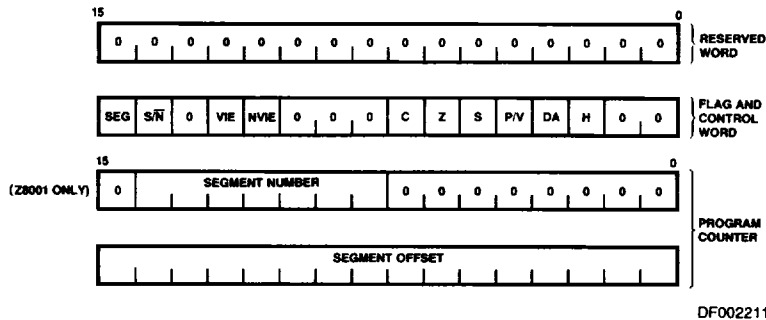 15 0
0 0 0 0 0 0 0 0 0 0 0 0 0 0 0 0
RESERVED
WORD
SEG S/N̅ 0 VIE NVIE 0 0 0 C Z S P/V DA H 0 0
FLAG AND
CONTROL
WORD
15 0
(Z8001 ONLY) 0 SEGMENT NUMBER 0 0 0 0 0 0 0 0
PROGRAM
COUNTER
SEGMENT OFFSET
DF002211